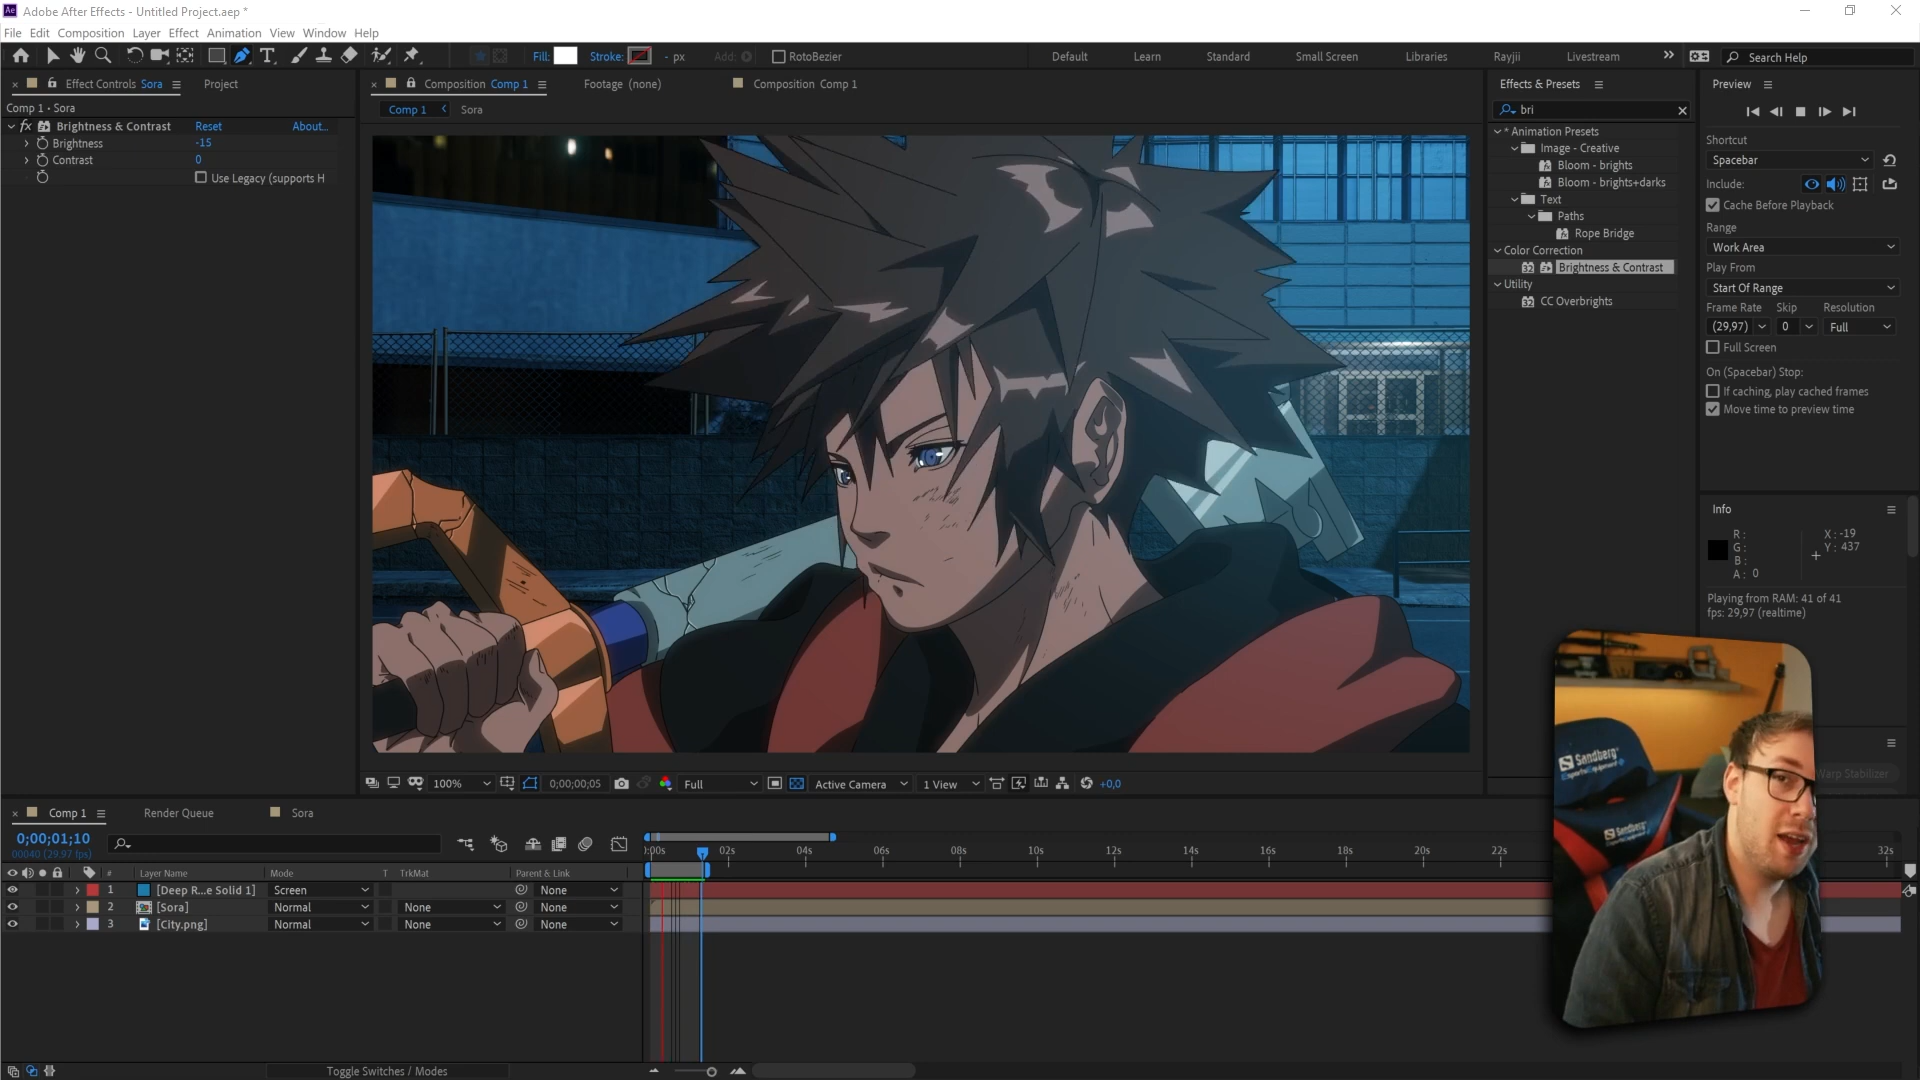 Adobe After Effects - Untitled Project.aep *
File Edit Composition Layer Effect Animation View Window Help
Fill: Stroke: - px Add: RotoBezier Default Learn Standard Small Screen Libraries Rayjii Livestream Search Help
Effect Controls Sora Project
Composition Comp 1 Footage (none) Composition Comp 1
Effects & Presets
Preview
Comp 1 • Sora
Comp 1 Sora
bri
fx Brightness & Contrast Reset About...
Brightness -15
Contrast 0
Use Legacy (supports H
* Animation Presets
Image - Creative
Bloom - brights
Bloom - brights+darks
Text
Paths
Rope Bridge
Color Correction
Brightness & Contrast
Utility
CC Overbrights
Shortcut
Spacebar
Include:
Cache Before Playback
Range
Work Area
Play From
Start Of Range
Frame Rate Skip Resolution
(29,97) 0 Full
Full Screen
On (Spacebar) Stop:
If caching, play cached frames
Move time to preview time
Info
R :
G :
B :
A : 0
X : -19
Y : 437
Playing from RAM: 41 of 41
fps: 29,97 (realtime)
Warp Stabilizer
Sandberg
Sandberg
100% 0;00;00;05 Full Active Camera 1 View +0,0
Comp 1 Render Queue Sora
0;00;01;10
00040 (29.97 fps)
:00s 02s 04s 06s 08s 10s 12s 14s 16s 18s 20s 22s 32s
# Layer Name Mode T TrkMat Parent & Link
1 [Deep R...e Solid 1] Screen None
2 [Sora] Normal None None
3 [City.png] Normal None None
Toggle Switches / Modes